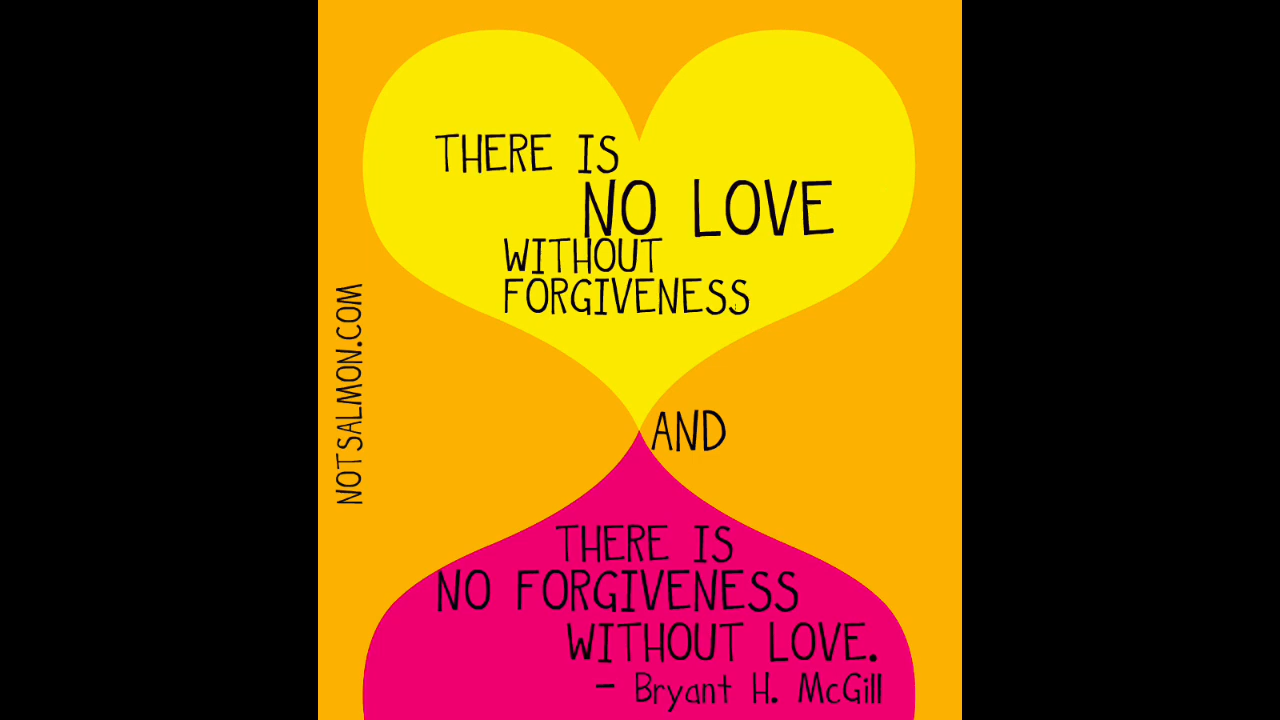 THERE IS
NO LOVE
WITHOUT
FORGIVENESS
AND
THERE IS
NO FORGIVENESS
WITHOUT LOVE.
– Bryant H. McGill
NOTSALMON.COM